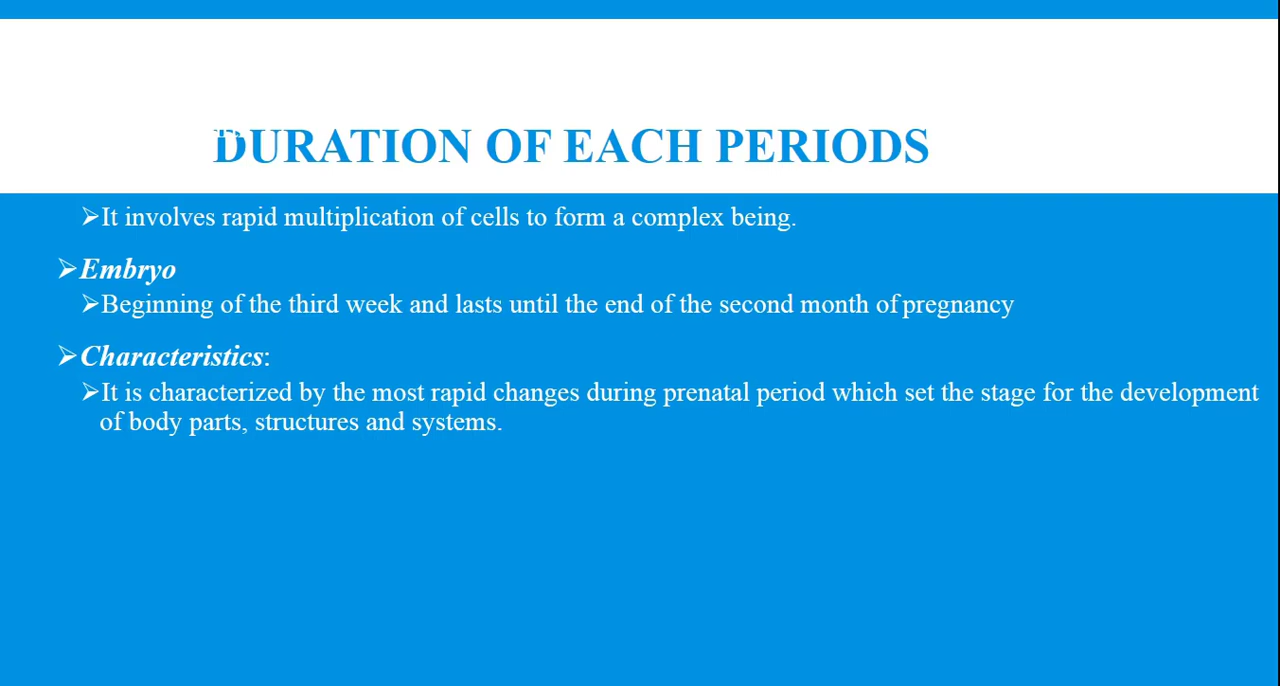 DURATION OF EACH PERIODS
➢It involves rapid multiplication of cells to form a complex being.
➢Embryo
➢Beginning of the third week and lasts until the end of the second month of pregnancy
➢Characteristics:
➢It is characterized by the most rapid changes during prenatal period which set the stage for the development
of body parts, structures and systems.